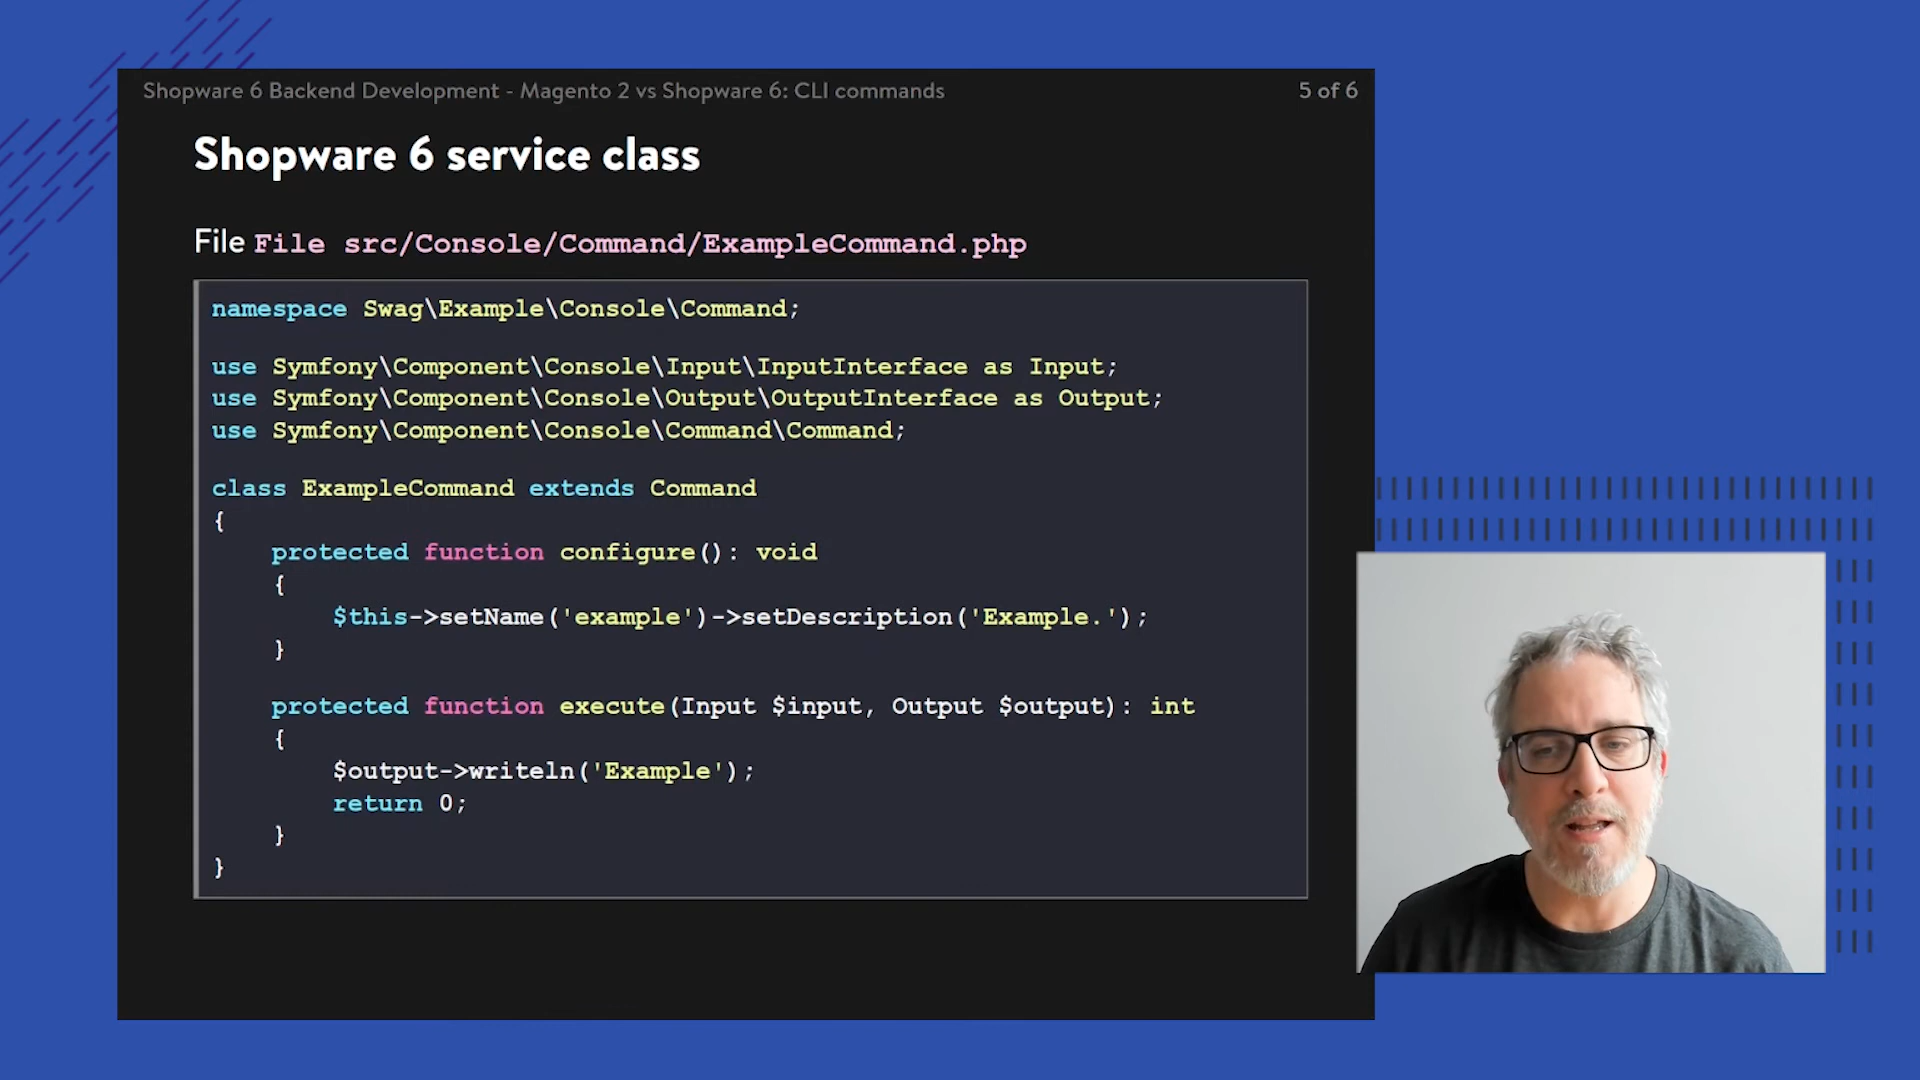 Shopware 6 Backend Development - Magento 2 vs Shopware 6: CLI commands
5 of 6
Shopware 6 service class
File File src/Console/Command/ExampleCommand.php
namespace Swag\Example\Console\Command;
use Symfony\Component\Console\Input\InputInterface as Input;
use Symfony\Component\Console\Output\OutputInterface as Output;
use Symfony\Component\Console\Command\Command;
class ExampleCommand extends Command
{
    protected function configure(): void
    {
        $this->setName('example')->setDescription('Example.');
    }
    protected function execute(Input $input, Output $output): int
    {
        $output->writeln('Example');
        return 0;
    }
}